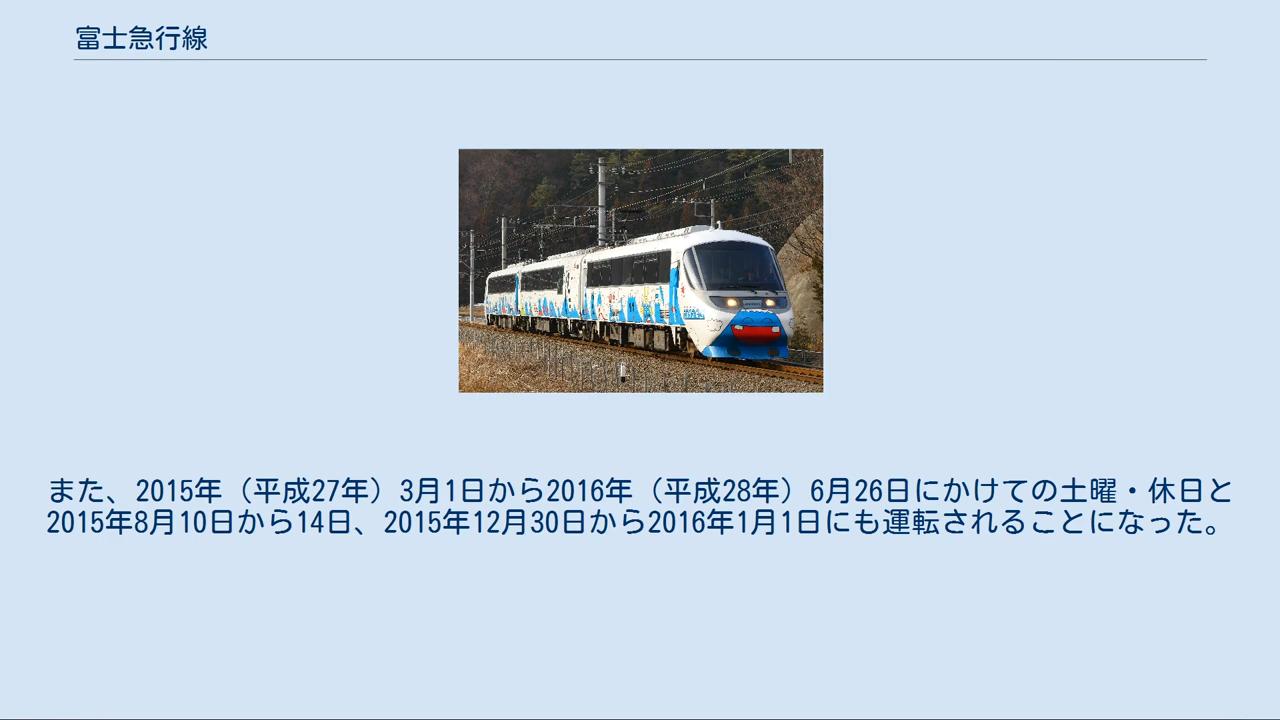 富士急行線
また、2015年（平成27年）3月1日から2016年（平成28年）6月26日にかけての土曜・休日と
2015年8月10日から14日、2015年12月30日から2016年1月1日にも運転されることになった。